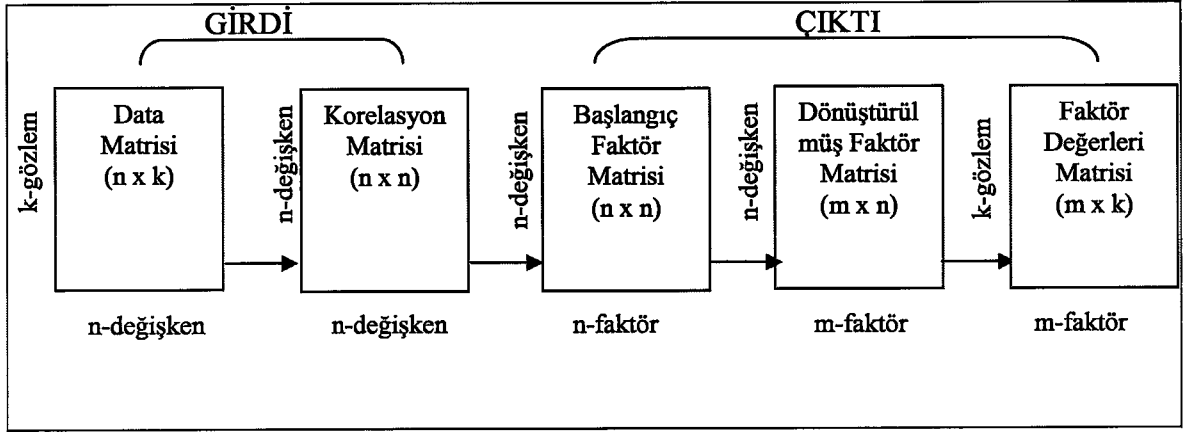 GİRDİ
ÇIKTI
k-gözlem
Data
Matrisi
(n x k)
n-değişken
n-değişken
Korelasyon
Matrisi
(n x n)
n-değişken
n-değişken
Başlangıç
Faktör
Matrisi
(n x n)
n-faktör
n-değişken
Dönüştürül
müş Faktör
Matrisi
(m x n)
m-faktör
k-gözlem
Faktör
Değerleri
Matrisi
(m x k)
m-faktör